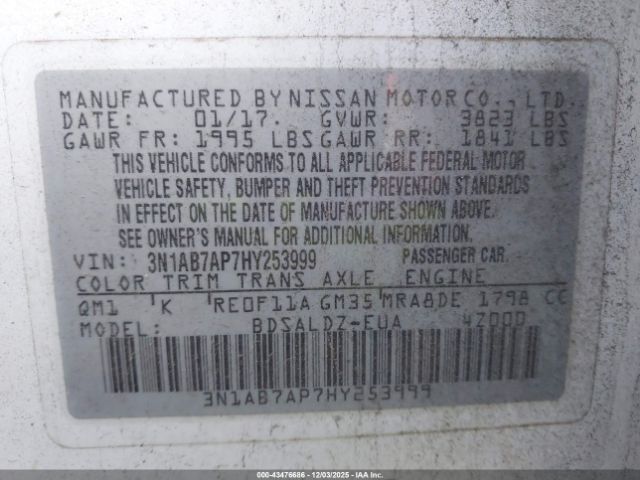 MANUFACTURED BY NISSAN MOTOR CO., LTD.
DATE: 01/17. GVWR: 3823 LBS
GAWR FR: 1995 LBS GAWR RR: 1841 LBS
THIS VEHICLE CONFORMS TO ALL APPLICABLE FEDERAL MOTOR
VEHICLE SAFETY, BUMPER AND THEFT PREVENTION STANDARDS
IN EFFECT ON THE DATE OF MANUFACTURE SHOWN ABOVE.
SEE OWNER'S MANUAL FOR ADDITIONAL INFORMATION.
VIN: 3N1AB7AP7HY253999 PASSENGER CAR.
COLOR TRIM TRANS AXLE ENGINE
QM1 'K 'RE0F11A GM35 'MRA8DE 1798 CC
MODEL: BDSALDZ-EUA 4Z00D
3N1AB7AP7HY253999
000-43476686 - 12/03/2025 - IAA, Inc.